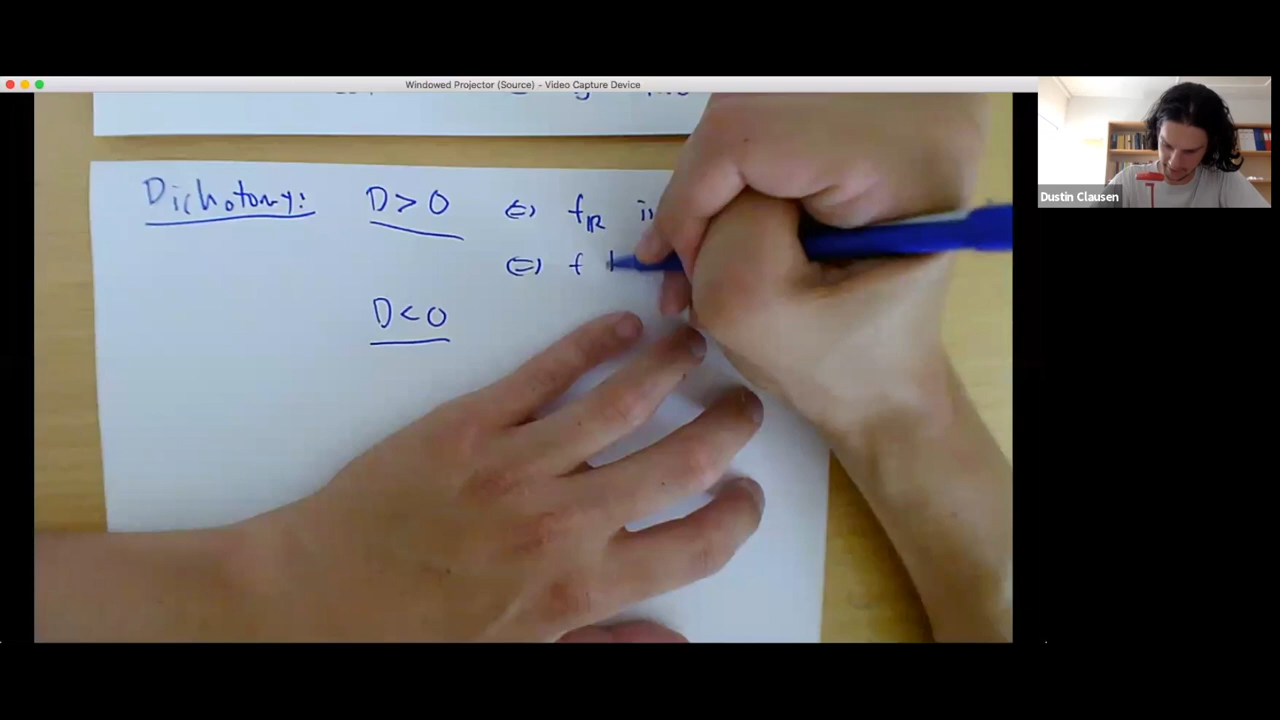 Windowed Projector (Source) - Video Capture Device
Dustin Clausen
Dichotomy: D > 0 ⇔ f_ℝ
⇔ f
D < 0